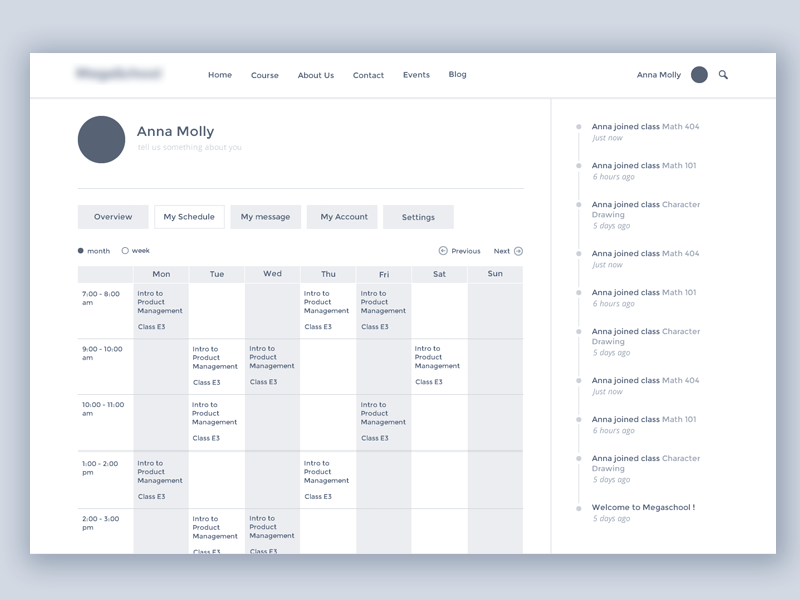 Home Course About Us Contact Events Blog Anna Molly
Anna Molly
tell us something about you
Overview My Schedule My message My Account Settings
month week Previous Next
Mon Tue Wed Thu Fri Sat Sun
7:00 - 8:00
am
Intro to
Product
Management
Class E3
Intro to
Product
Management
Class E3
Intro to
Product
Management
Class E3
9:00 - 10:00
am
Intro to
Product
Management
Class E3
Intro to
Product
Management
Class E3
Intro to
Product
Management
Class E3
10:00 - 11:00
am
Intro to
Product
Management
Class E3
Intro to
Product
Management
Class E3
1:00 - 2:00
pm
Intro to
Product
Management
Class E3
Intro to
Product
Management
Class E3
2:00 - 3:00
pm
Intro to
Product
Management
Class E3
Intro to
Product
Management
Class E3
Anna joined class Math 404
Just now
Anna joined class Math 101
6 hours ago
Anna joined class Character
Drawing
5 days ago
Anna joined class Math 404
Just now
Anna joined class Math 101
6 hours ago
Anna joined class Character
Drawing
5 days ago
Anna joined class Math 404
Just now
Anna joined class Math 101
6 hours ago
Anna joined class Character
Drawing
5 days ago
Welcome to Megaschool !
5 days ago